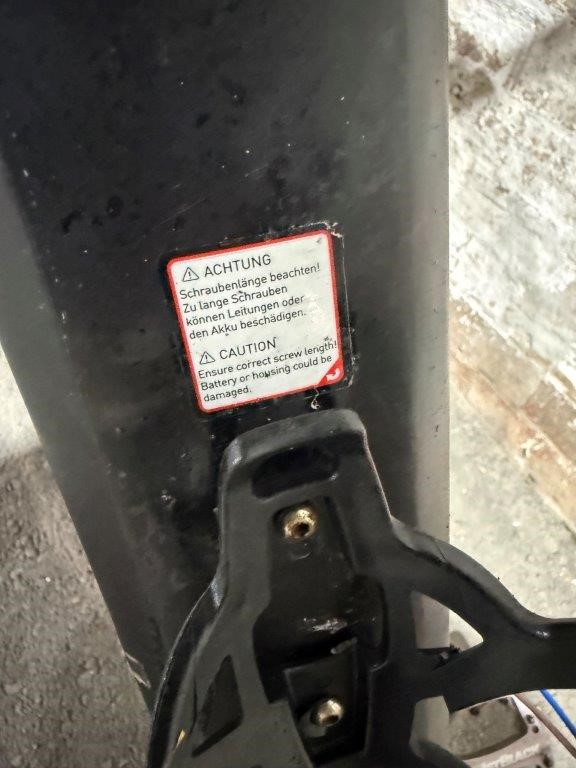 ⚠ ACHTUNG
Schraubenlänge beachten!
Zu lange Schrauben
können Leitungen oder
den Akku beschädigen.
⚠ CAUTION
Ensure correct screw length!
Battery or housing could be
damaged.